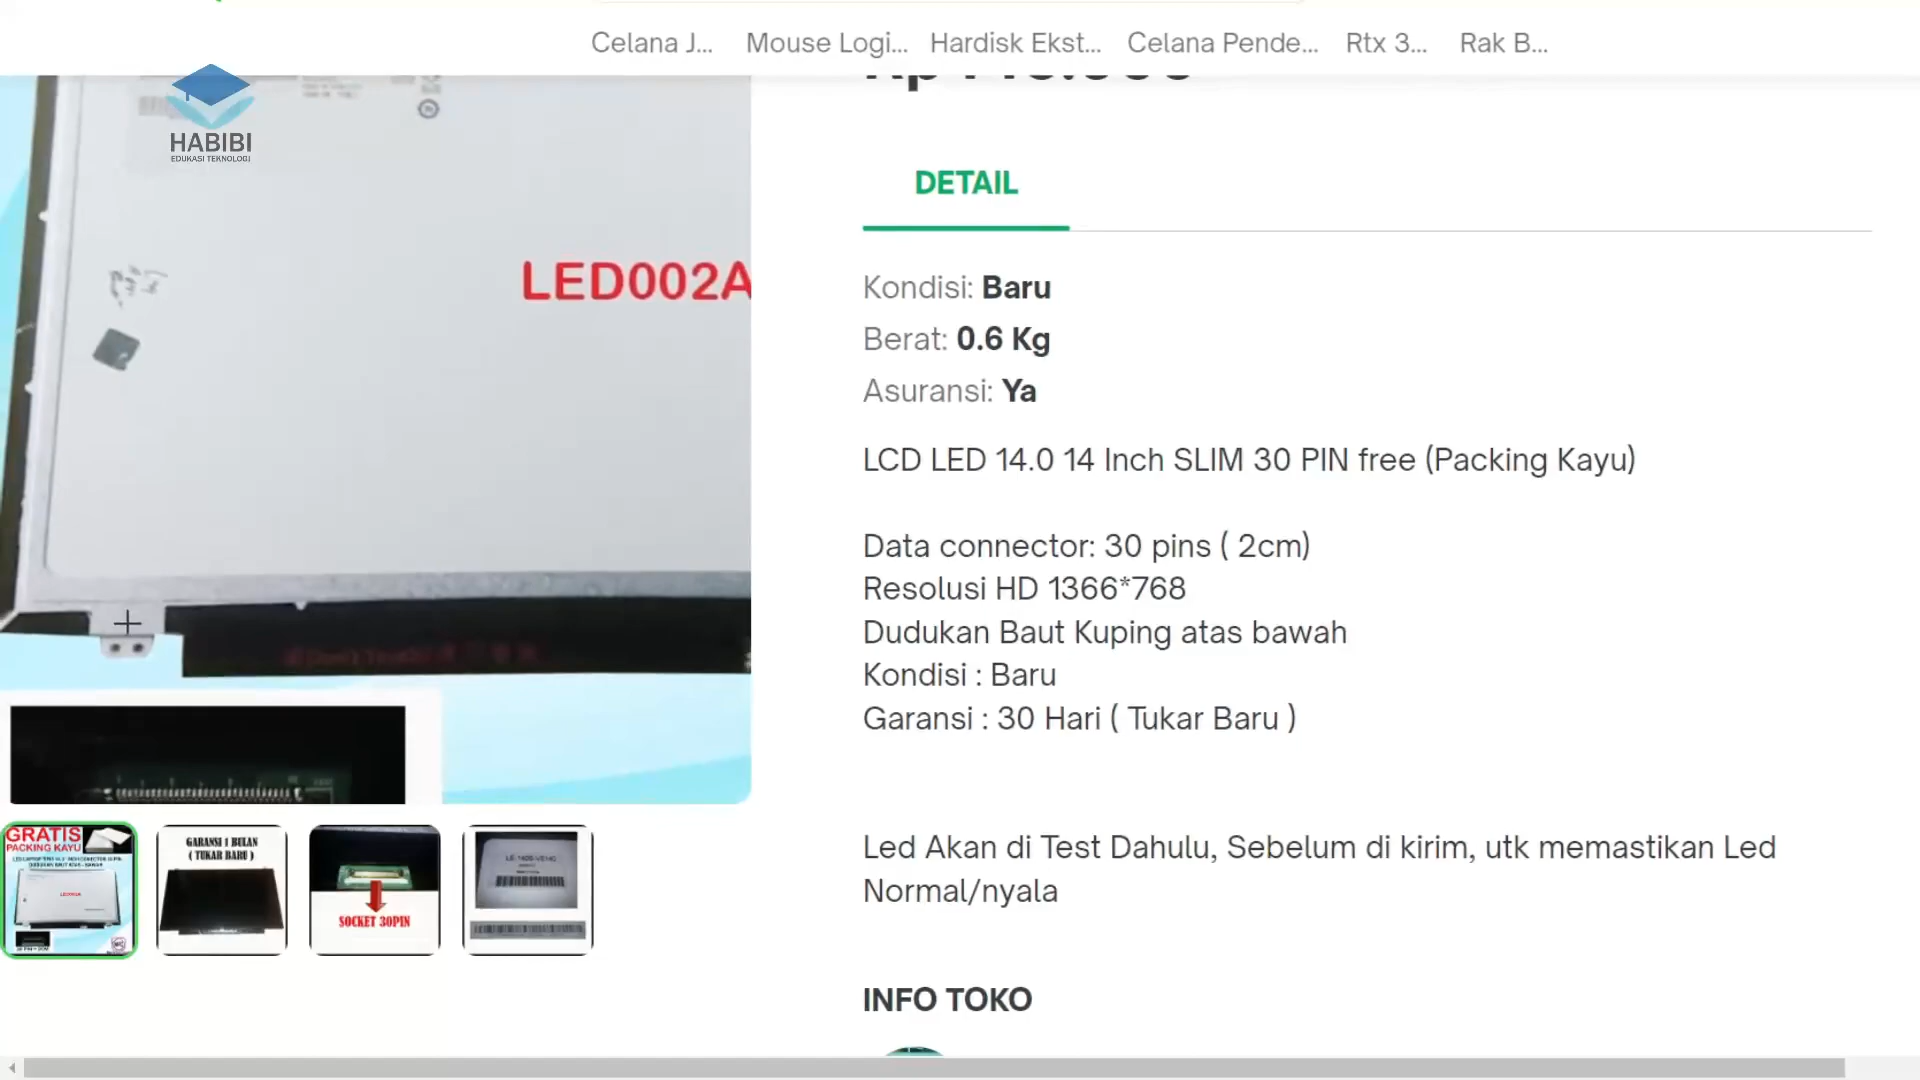 Celana J... Mouse Logi... Hardisk Ekst... Celana Pende... Rtx 3... Rak B...
HABIBI
EDUKASI TEKNOLOGI
LED002A
DETAIL
Kondisi: Baru
Berat: 0.6 Kg
Asuransi: Ya
LCD LED 14.0 14 Inch SLIM 30 PIN free (Packing Kayu)
Data connector: 30 pins ( 2cm)
Resolusi HD 1366*768
Dudukan Baut Kuping atas bawah
Kondisi : Baru
Garansi : 30 Hari ( Tukar Baru )
Led Akan di Test Dahulu, Sebelum di kirim, utk memastikan Led
Normal/nyala
GRATIS
PACKING KAYU
GARANSI 1 BULAN
( TUKAR BARU )
SOCKET 30PIN
INFO TOKO